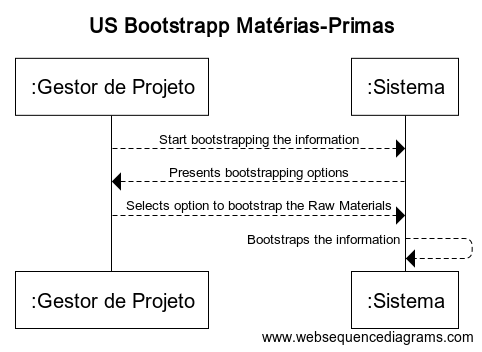 US Bootstrapp Matérias-Primas
:Gestor de Projeto
:Sistema
Start bootstrapping the information
Presents bootstrapping options
Selects option to bootstrap the Raw Materials
Bootstraps the information
:Gestor de Projeto
:Sistema
www.websequencediagrams.com